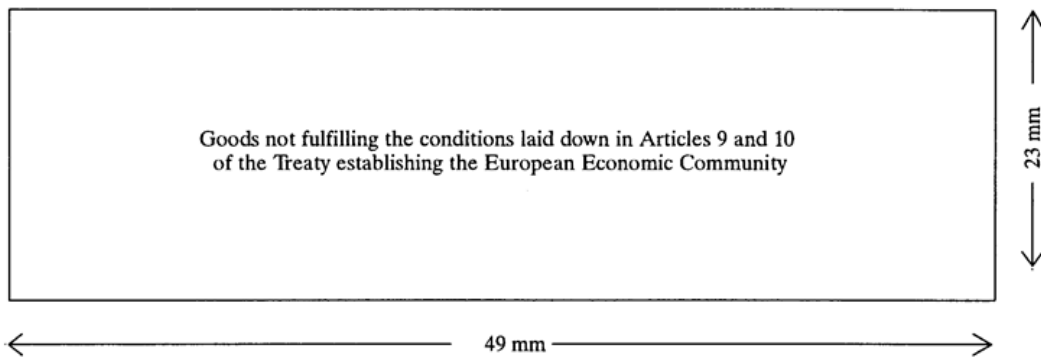 Goods not fulfilling the conditions laid down in Articles 9 and 10
of the Treaty establishing the European Economic Community
23 mm
49 mm